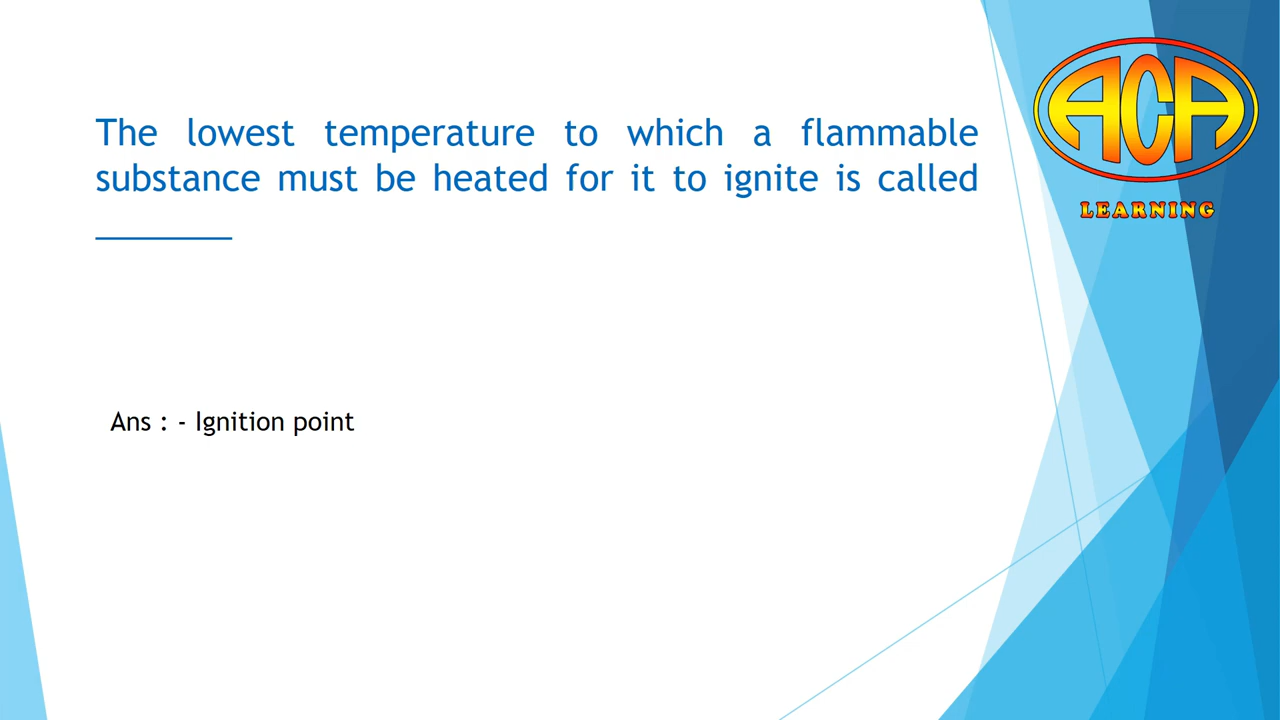 The lowest temperature to which a flammable
substance must be heated for it to ignite is called
_______
Ans : - Ignition point
ACA
LEARNING